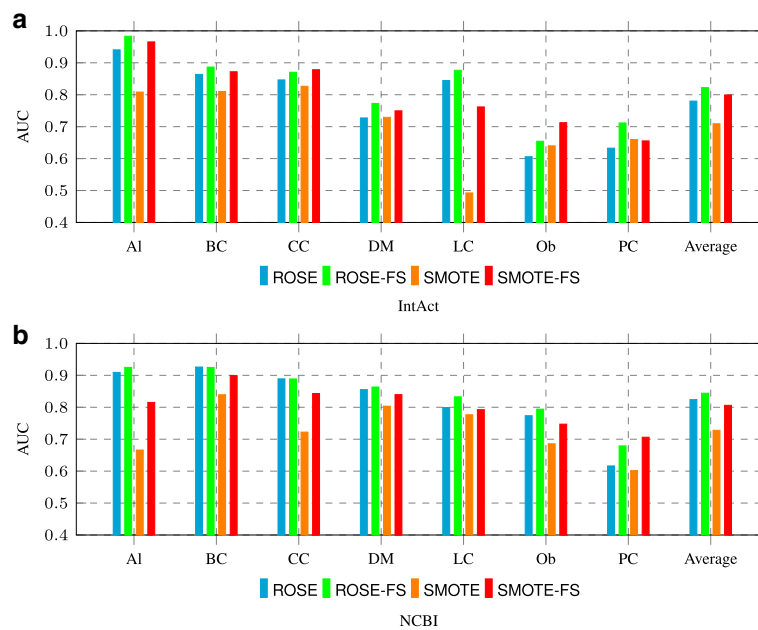 a
1.0
0.9
0.8
0.7
0.6
0.5
0.4
AUC
Al BC CC DM LC Ob PC Average
ROSE ROSE-FS SMOTE SMOTE-FS
IntAct
b
1.0
0.9
0.8
0.7
0.6
0.5
0.4
AUC
Al BC CC DM LC Ob PC Average
ROSE ROSE-FS SMOTE SMOTE-FS
NCBI